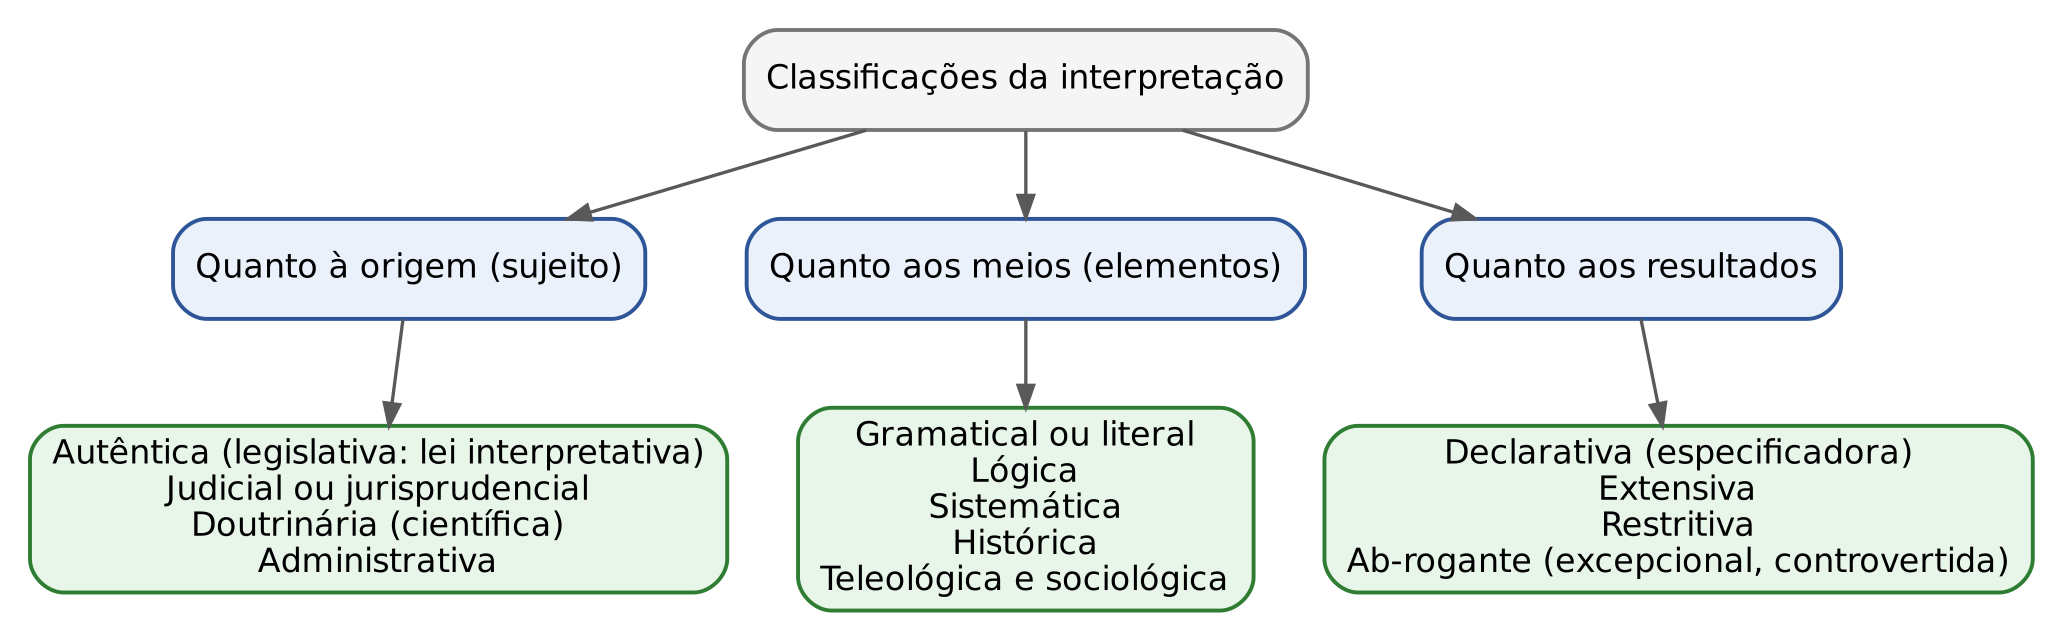 Classificações da interpretação
Quanto à origem (sujeito)
Quanto aos meios (elementos)
Quanto aos resultados
Autêntica (legislativa: lei interpretativa)
Judicial ou jurisprudencial
Doutrinária (científica)
Administrativa
Gramatical ou literal
Lógica
Sistemática
Histórica
Teleológica e sociológica
Declarativa (especificadora)
Extensiva
Restritiva
Ab-rogante (excepcional, controvertida)